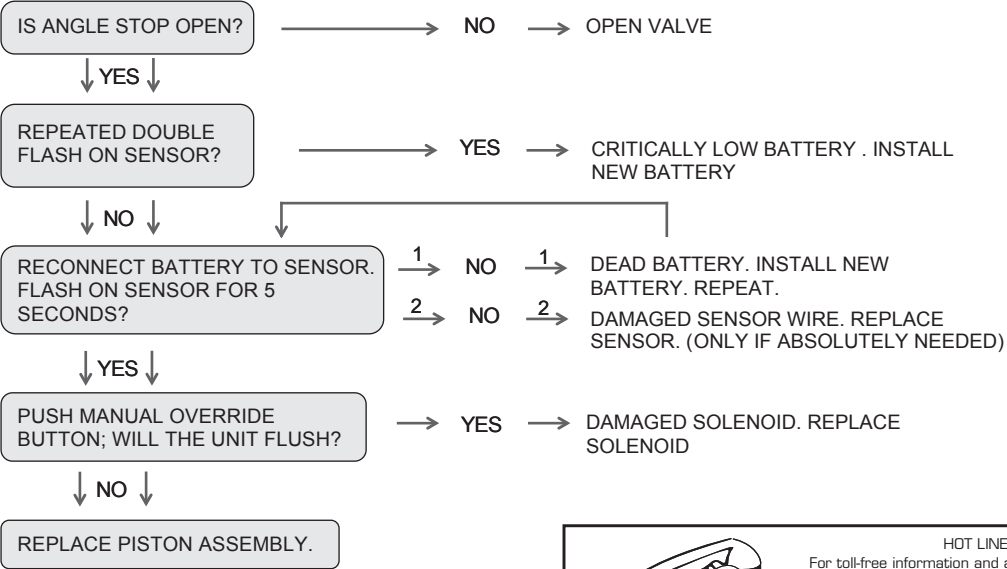 IS ANGLE STOP OPEN?
NO
OPEN VALVE
YES
REPEATED DOUBLE
FLASH ON SENSOR?
YES
CRITICALLY LOW BATTERY . INSTALL
NEW BATTERY
NO
RECONNECT BATTERY TO SENSOR.
FLASH ON SENSOR FOR 5
SECONDS?
1
NO
1
DEAD BATTERY. INSTALL NEW
BATTERY. REPEAT.
2
NO
2
DAMAGED SENSOR WIRE. REPLACE
SENSOR. (ONLY IF ABSOLUTELY NEEDED)
YES
PUSH MANUAL OVERRIDE
BUTTON; WILL THE UNIT FLUSH?
YES
DAMAGED SOLENOID. REPLACE
SOLENOID
NO
REPLACE PISTON ASSEMBLY.
HOT LINE
For toll-free information and